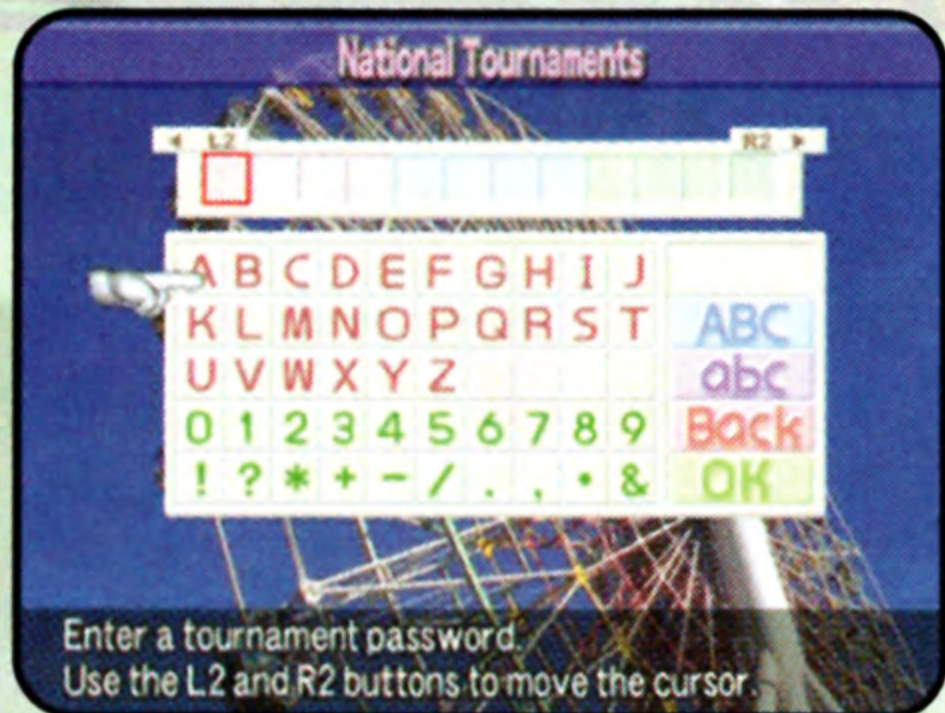 National Tournaments
◄ L2 R2 ►
A B C D E F G H I J
K L M N O P Q R S T ABC
U V W X Y Z abc
0 1 2 3 4 5 6 7 8 9 Back
! ? * + - / . , • & OK
Enter a tournament password.
Use the L2 and R2 buttons to move the cursor.